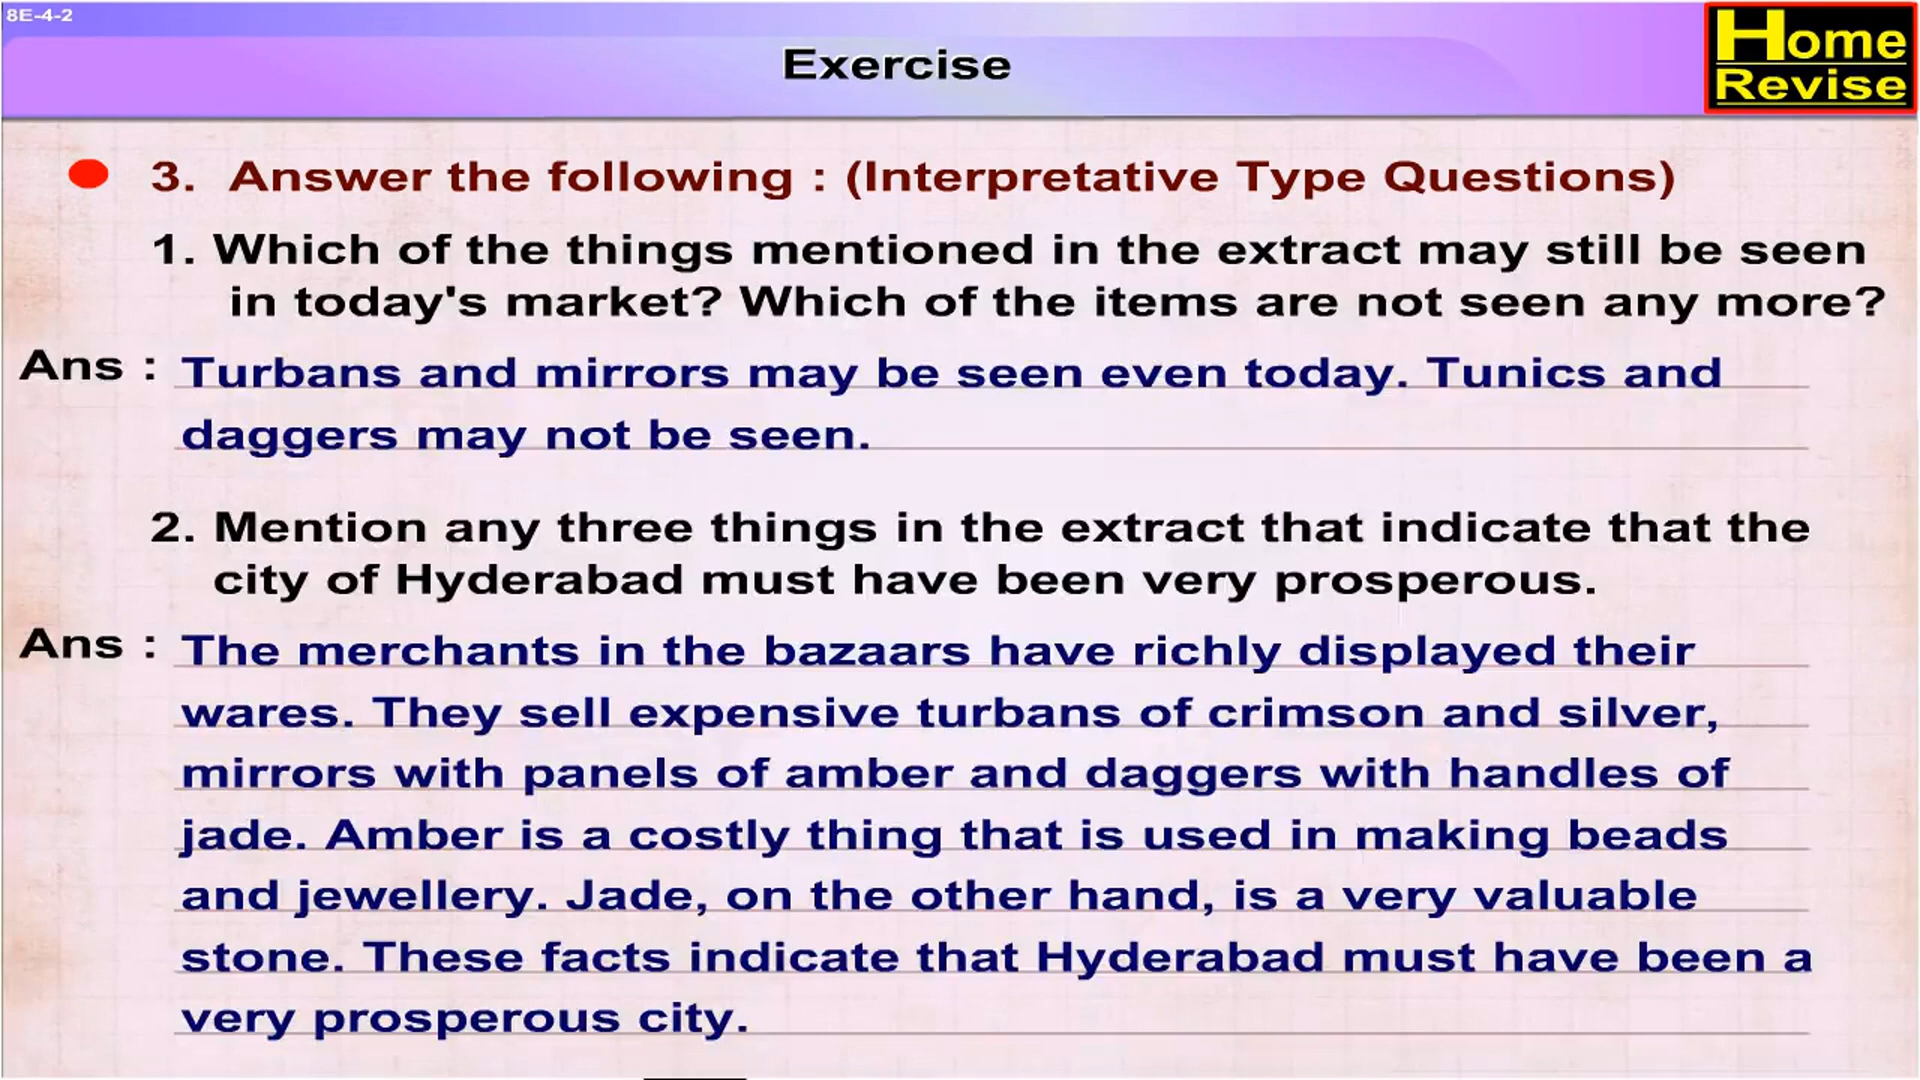 8E-4-2
Exercise
Home
Revise
3. Answer the following : (Interpretative Type Questions)
1. Which of the things mentioned in the extract may still be seen
in today's market? Which of the items are not seen any more?
Ans : Turbans and mirrors may be seen even today. Tunics and
daggers may not be seen.
2. Mention any three things in the extract that indicate that the
city of Hyderabad must have been very prosperous.
Ans : The merchants in the bazaars have richly displayed their
wares. They sell expensive turbans of crimson and silver,
mirrors with panels of amber and daggers with handles of
jade. Amber is a costly thing that is used in making beads
and jewellery. Jade, on the other hand, is a very valuable
stone. These facts indicate that Hyderabad must have been a
very prosperous city.